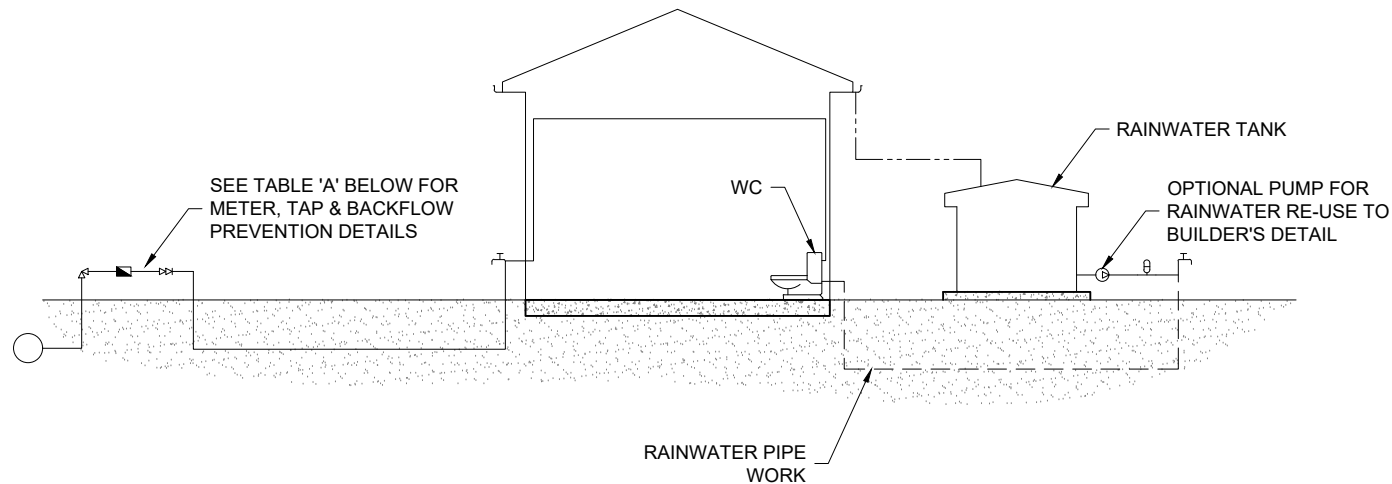 RAINWATER TANK
SEE TABLE 'A' BELOW FOR
METER, TAP & BACKFLOW
PREVENTION DETAILS
WC
OPTIONAL PUMP FOR
RAINWATER RE-USE TO
BUILDER'S DETAIL
RAINWATER PIPE
WORK